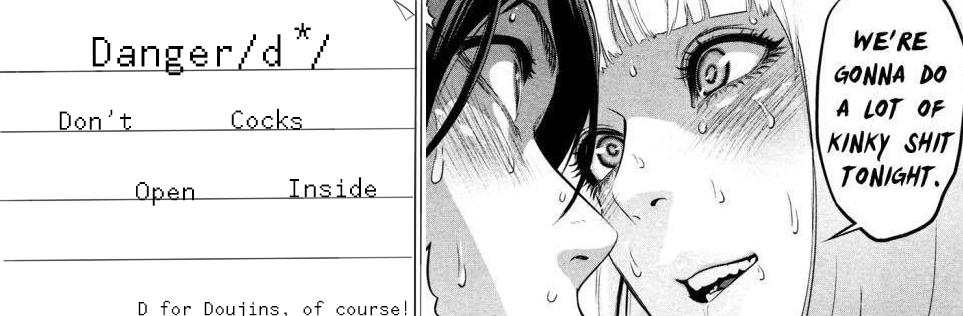 Danger/d*/
Don't Cocks
Open Inside
D for Doujins, of course!
WE'RE
GONNA DO
A LOT OF
KINKY SHIT
TONIGHT.